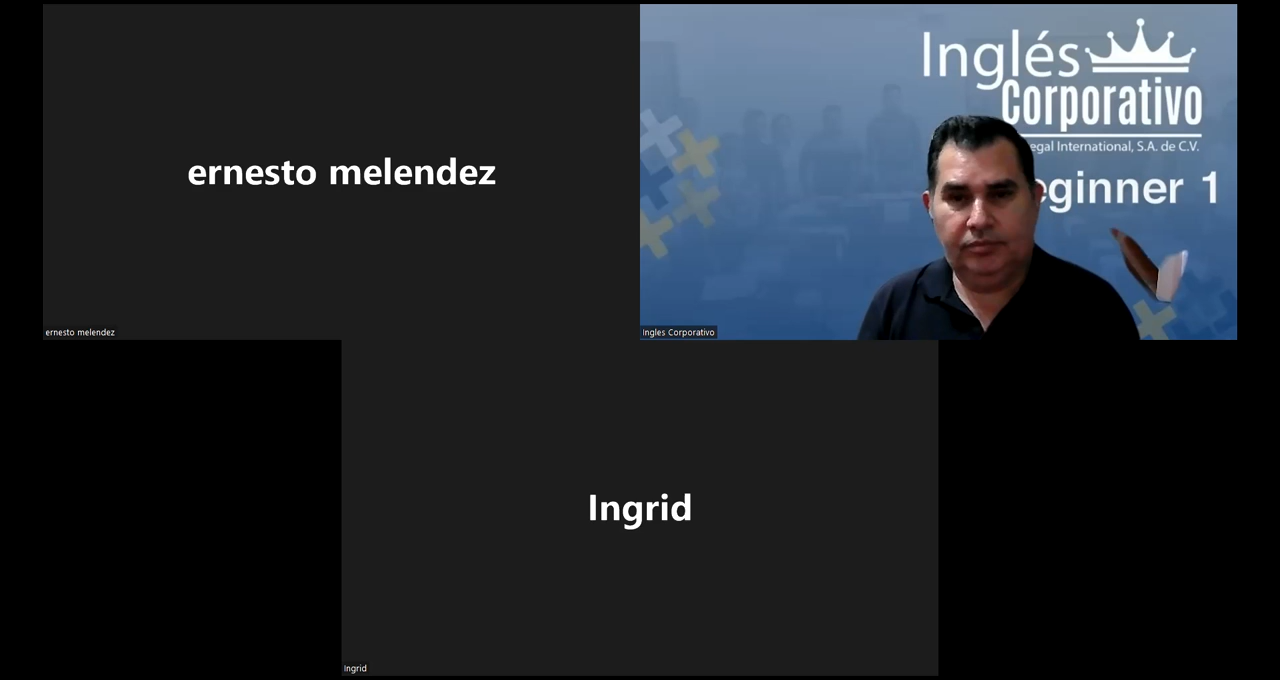 ernesto melendez
ernesto melendez
Inglés
Corporativo
egal International, S.A. de C.V.
eginner 1
Ingles Corporativo
Ingrid
Ingrid